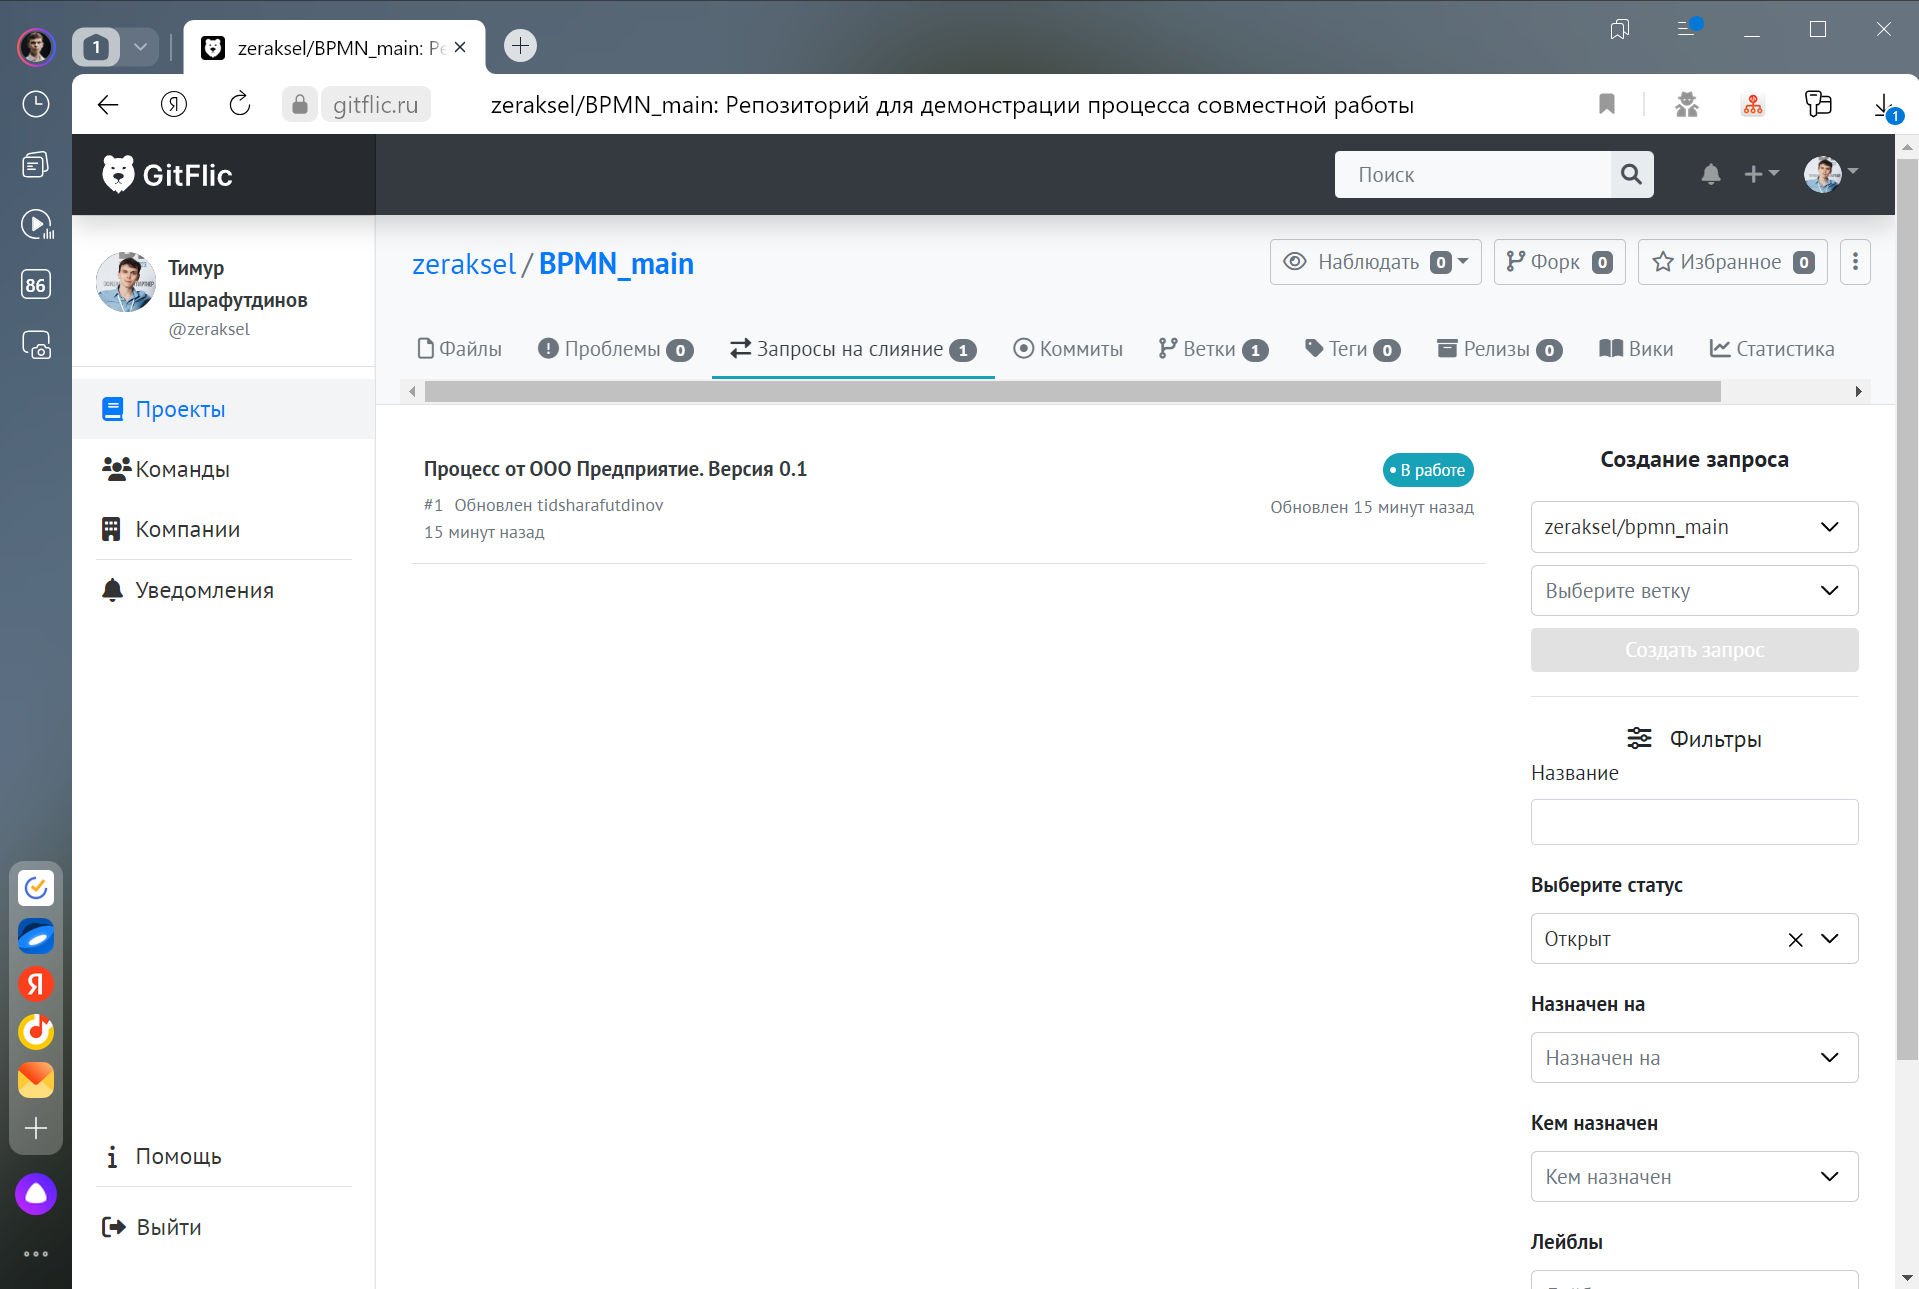 1
zeraksel/BPMN_main: Ре
gitflic.ru
zeraksel/BPMN_main: Репозиторий для демонстрации процесса совместной работы
1
86
GitFlic
Поиск
Тимур
Шарафутдинов
@zeraksel
Проекты
Команды
Компании
Уведомления
Помощь
Выйти
zeraksel / BPMN_main
Наблюдать 0
Форк 0
Избранное 0
Файлы
Проблемы 0
Запросы на слияние 1
Коммиты
Ветки 1
Теги 0
Релизы 0
Вики
Статистика
Процесс от ООО Предприятие. Версия 0.1
#1 Обновлен tidsharafutdinov
15 минут назад
• В работе
Обновлен 15 минут назад
Создание запроса
zeraksel/bpmn_main
Выберите ветку
Создать запрос
Фильтры
Название
Выберите статус
Открыт
Назначен на
Назначен на
Кем назначен
Кем назначен
Лейблы